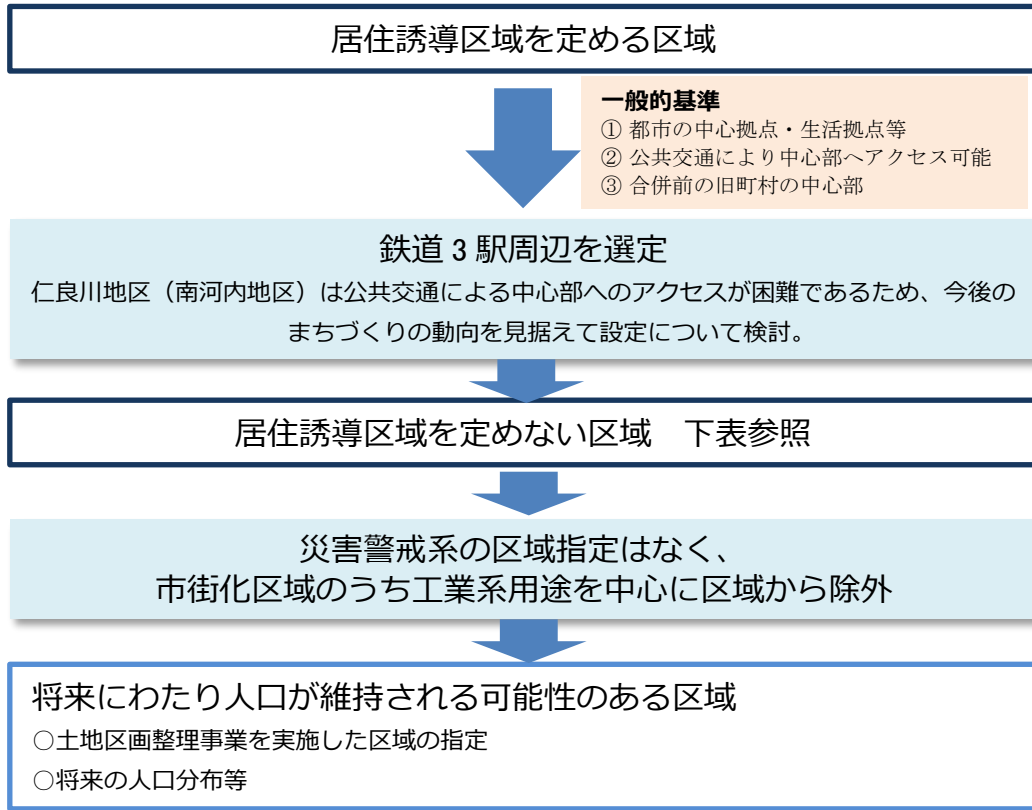 居住誘導区域を定める区域
一般的基準
① 都市の中心拠点・生活拠点等
② 公共交通により中心部へアクセス可能
③ 合併前の旧町村の中心部
鉄道３駅周辺を選定
仁良川地区（南河内地区）は公共交通による中心部へのアクセスが困難であるため、今後の
まちづくりの動向を見据えて設定について検討。
居住誘導区域を定めない区域　下表参照
災害警戒系の区域指定はなく、
市街化区域のうち工業系用途を中心に区域から除外
将来にわたり人口が維持される可能性のある区域
○土地区画整理事業を実施した区域の指定
○将来の人口分布等